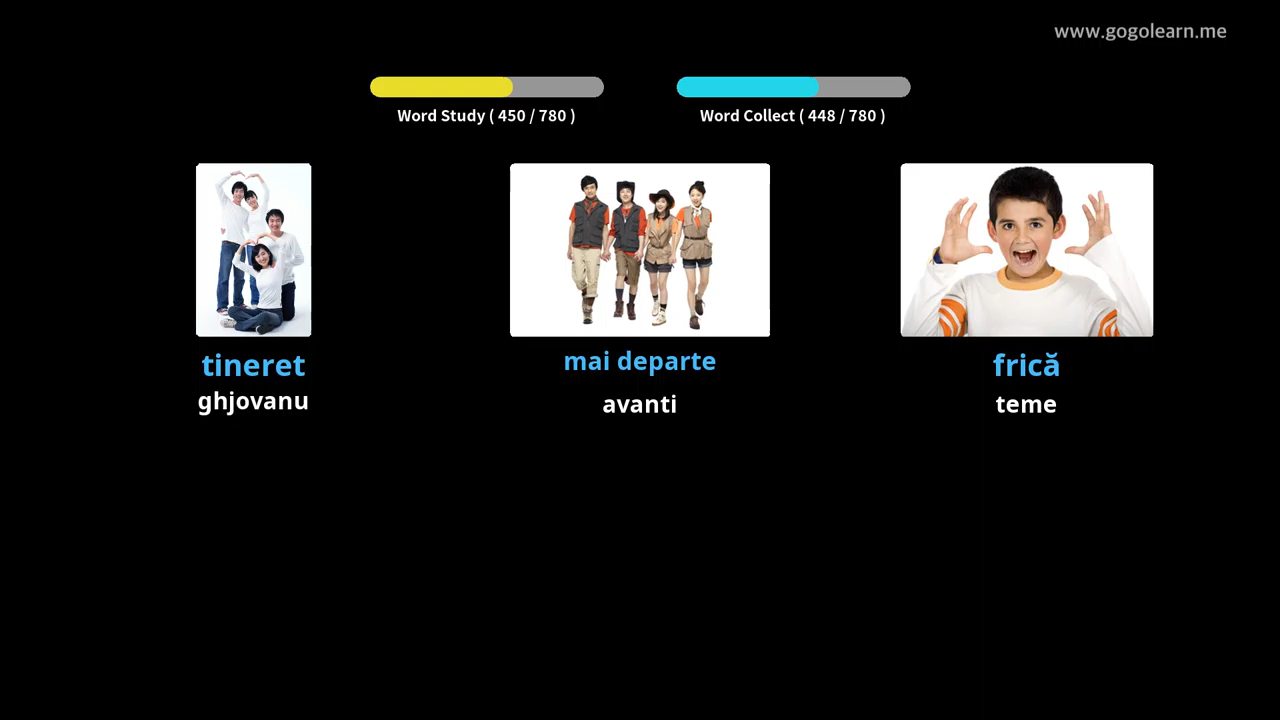 www.gogolearn.me
Word Study ( 450 / 780 )
Word Collect ( 448 / 780 )
tineret
ghjovanu
mai departe
avanti
frică
teme